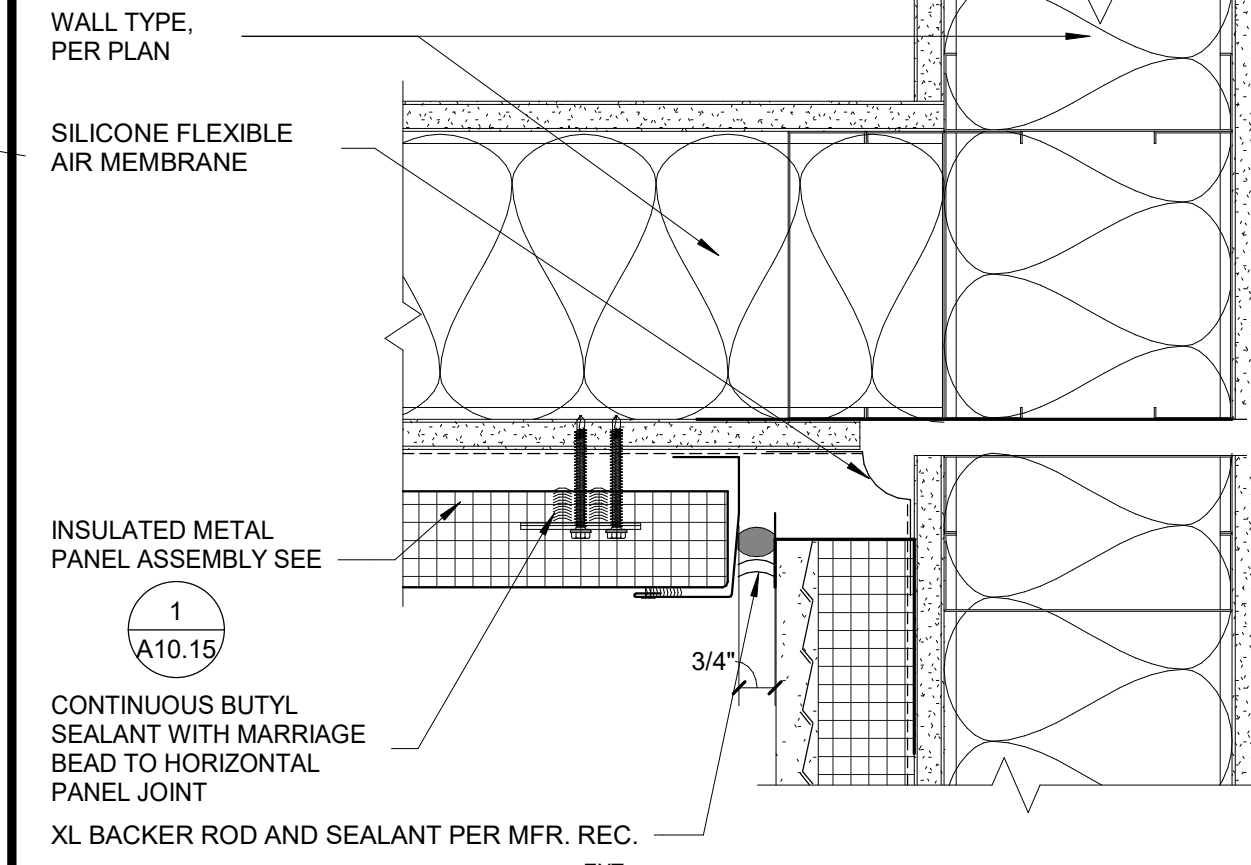 WALL TYPE,
PER PLAN
SILICONE FLEXIBLE
AIR MEMBRANE
INSULATED METAL
PANEL ASSEMBLY SEE
1
A10.15
3/4"
CONTINUOUS BUTYL
SEALANT WITH MARRIAGE
BEAD TO HORIZONTAL
PANEL JOINT
XL BACKER ROD AND SEALANT PER MFR. REC.